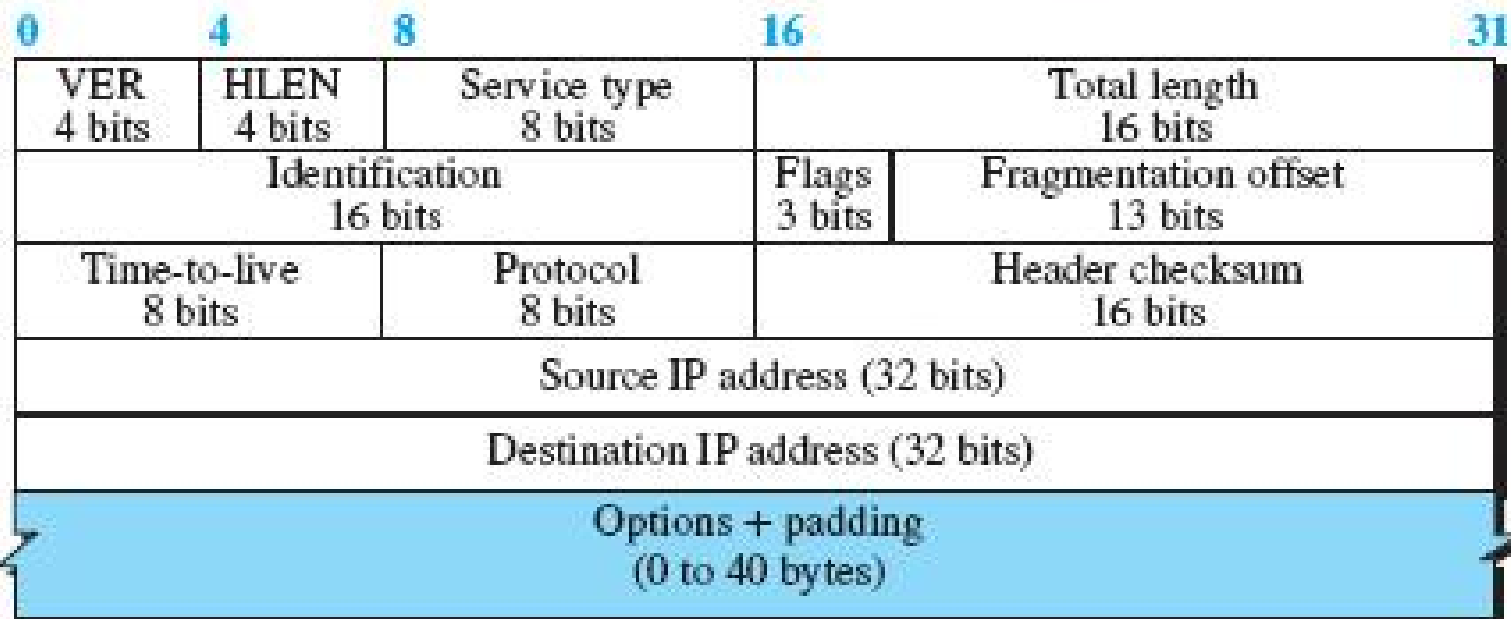 0 4 8 16 31
VER HLEN Service type Total length
4 bits 4 bits 8 bits 16 bits
Identification Flags Fragmentation offset
16 bits 3 bits 13 bits
Time-to-live Protocol Header checksum
8 bits 8 bits 16 bits
Source IP address (32 bits)
Destination IP address (32 bits)
Options + padding
(0 to 40 bytes)